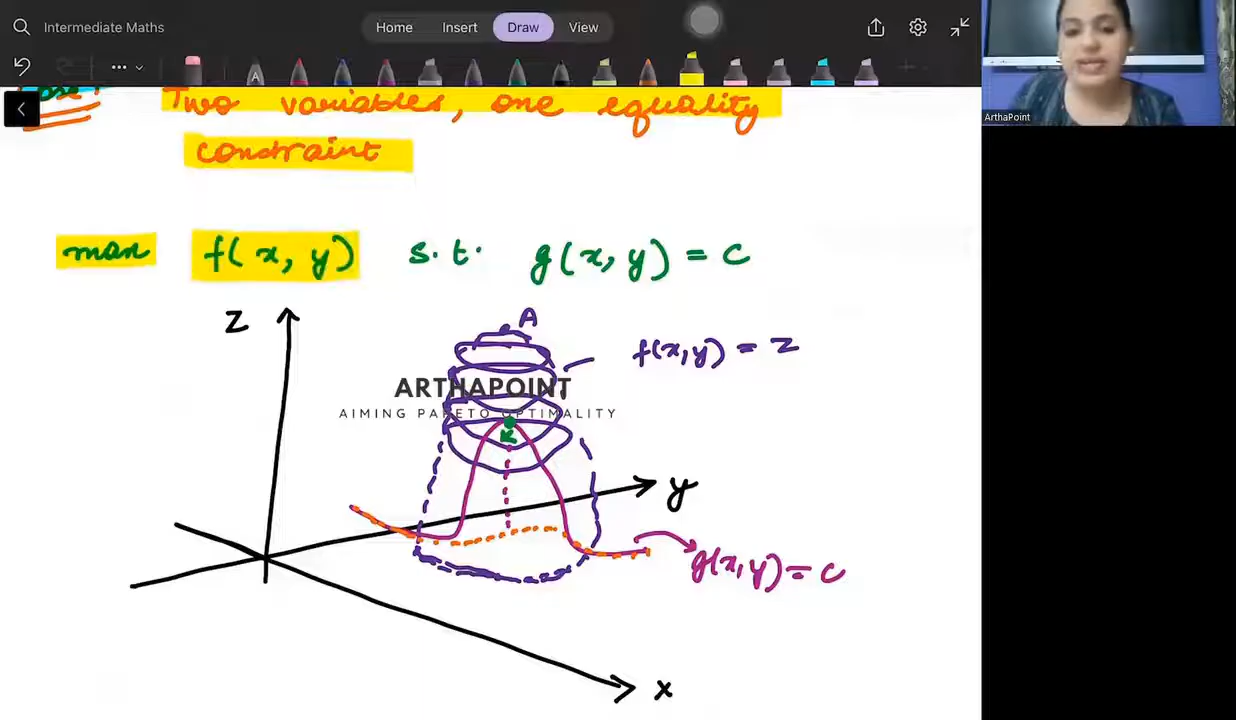 Intermediate Maths
Home Insert Draw View
ArthaPoint
Two variables, one equality
constraint
max f(x, y) s.t. g(x, y) = c
Z
A
f(x,y) = z
ARTHAPOINT
AIMING PARETO OPTIMALITY
K
y
g(x,y) = c
x